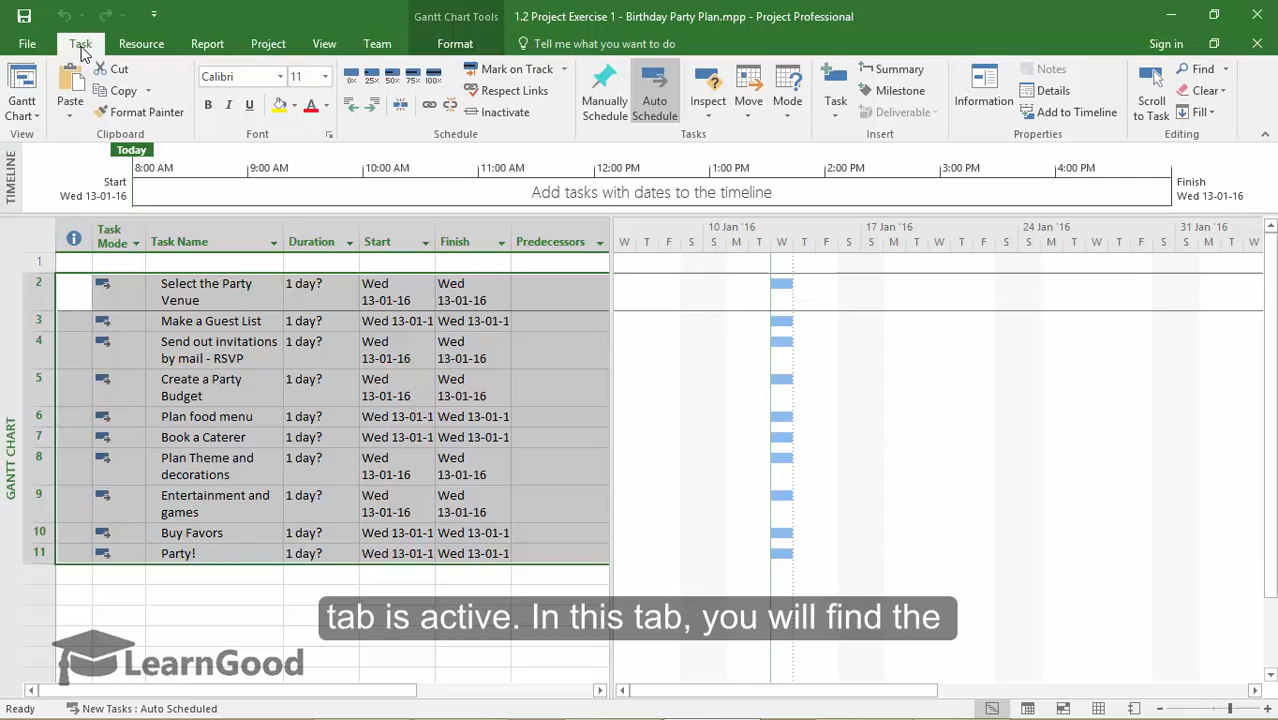 Gantt Chart Tools
1.2 Project Exercise 1 - Birthday Party Plan.mpp - Project Professional
File Task Resource Report Project View Team Format Tell me what you want to do Sign in
Gantt Chart
View
Paste
Cut
Copy
Format Painter
Clipboard
Calibri 11
B I U A
Font
0% 25% 50% 75% 100%
Mark on Track
Respect Links
Inactivate
Schedule
Manually Schedule
Auto Schedule
Inspect
Move
Mode
Tasks
Task
Summary
Milestone
Deliverable
Insert
Information
Notes
Details
Add to Timeline
Properties
Scroll to Task
Find
Clear
Fill
Editing
TIMELINE
Today
Start
Wed 13-01-16
8:00 AM 9:00 AM 10:00 AM 11:00 AM 12:00 PM 1:00 PM 2:00 PM 3:00 PM 4:00 PM
Add tasks with dates to the timeline
Finish
Wed 13-01-16
GANTT CHART
Task Mode Task Name Duration Start Finish Predecessors
10 Jan '16 17 Jan '16 24 Jan '16 31 Jan '16
W T F S S M T W T F S S M T W T F S S M T W T F S S M T W
1
2 Select the Party Venue 1 day? Wed 13-01-16 Wed 13-01-16
3 Make a Guest List 1 day? Wed 13-01-1 Wed 13-01-1
4 Send out invitations by mail - RSVP 1 day? Wed 13-01-16 Wed 13-01-16
5 Create a Party Budget 1 day? Wed 13-01-16 Wed 13-01-16
6 Plan food menu 1 day? Wed 13-01-1 Wed 13-01-1
7 Book a Caterer 1 day? Wed 13-01-1 Wed 13-01-1
8 Plan Theme and decorations 1 day? Wed 13-01-16 Wed 13-01-16
9 Entertainment and games 1 day? Wed 13-01-16 Wed 13-01-16
10 Buy Favors 1 day? Wed 13-01-1 Wed 13-01-1
11 Party! 1 day? Wed 13-01-1 Wed 13-01-1
tab is active. In this tab, you will find the
LearnGood
Ready New Tasks : Auto Scheduled